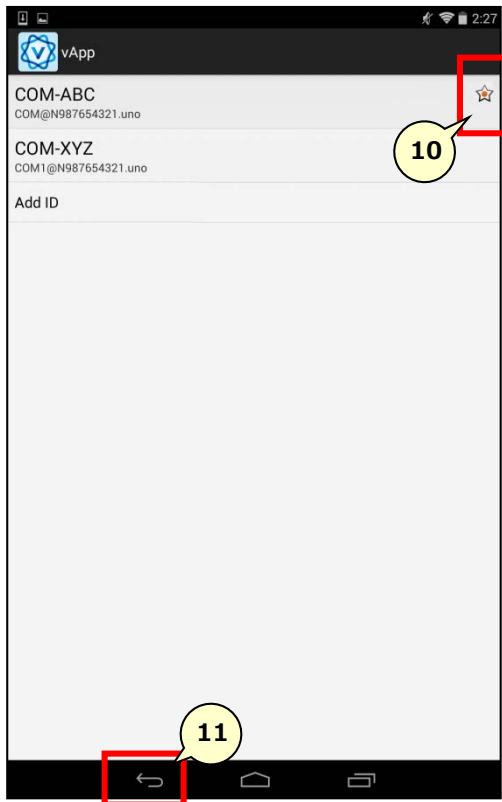 2:27
vApp
COM-ABC
COM@N987654321.uno
10
COM-XYZ
COM1@N987654321.uno
Add ID
11